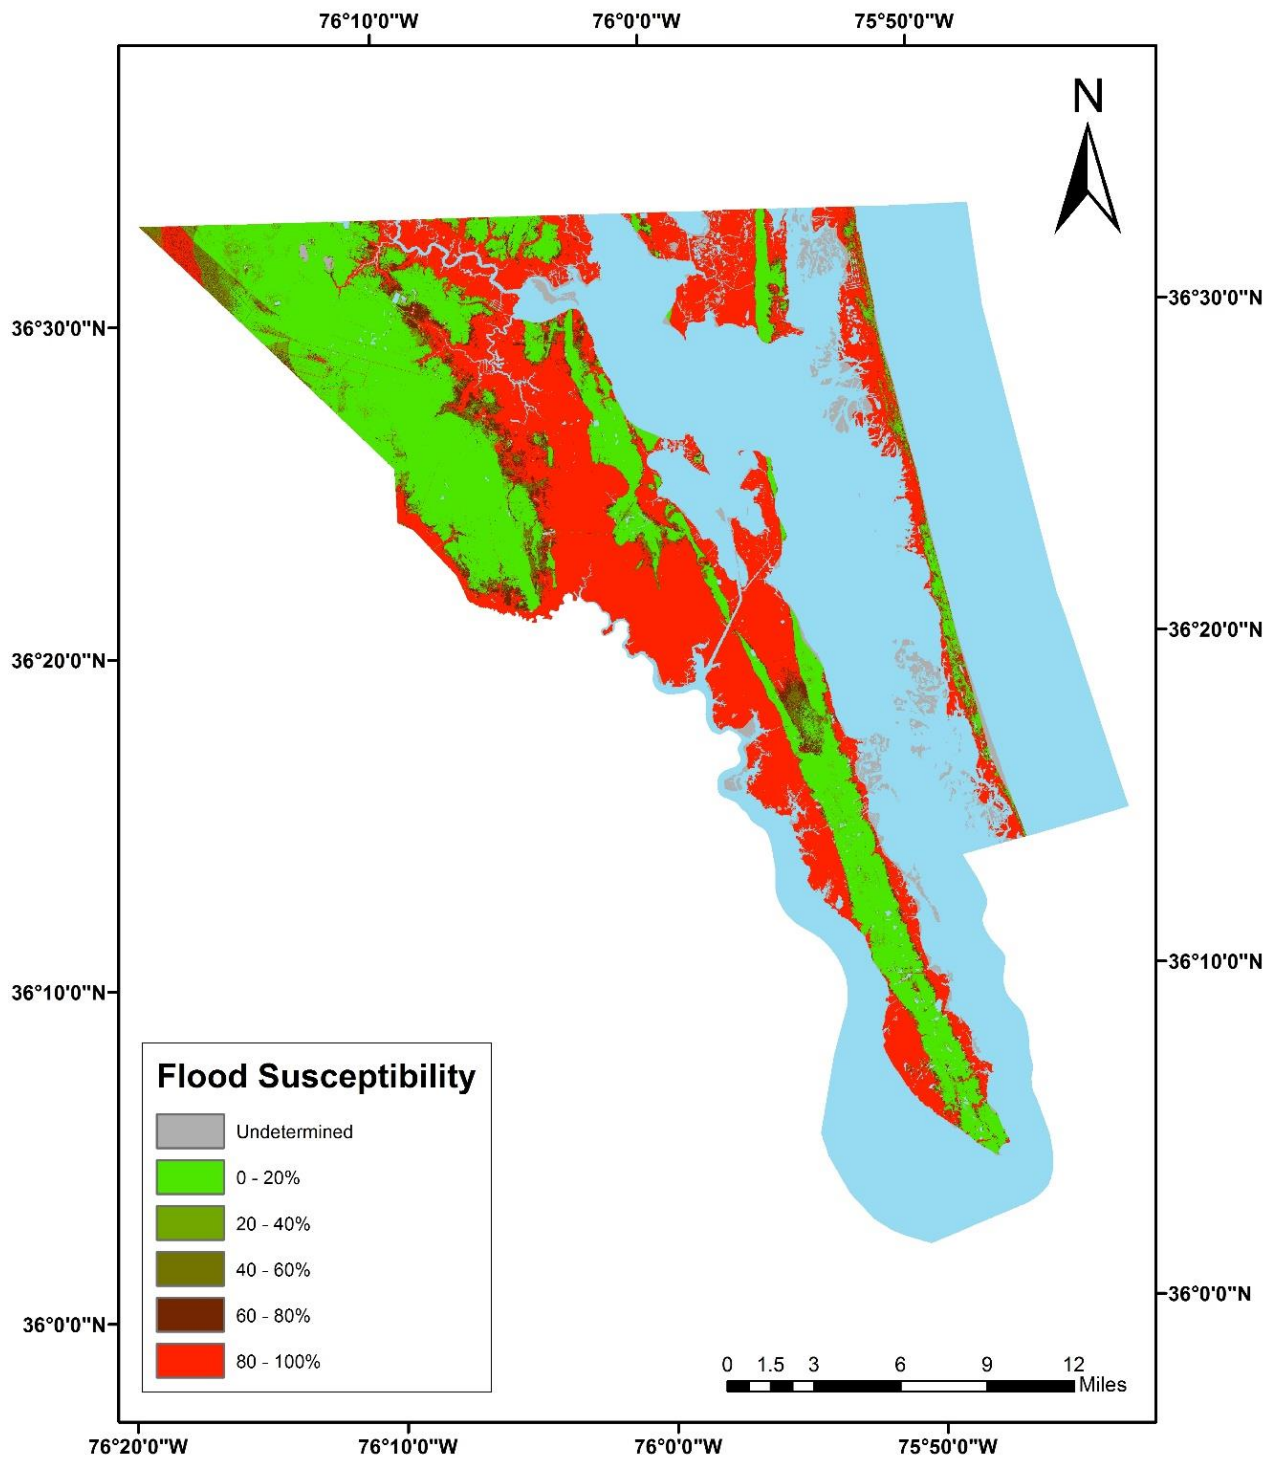 76°10'0"W 76°0'0"W 75°50'0"W
N
36°30'0"N
36°30'0"N
36°20'0"N
36°20'0"N
36°10'0"N
36°10'0"N
36°0'0"N
36°0'0"N
Flood Susceptibility
Undetermined
0 - 20%
20 - 40%
40 - 60%
60 - 80%
80 - 100%
0 1.5 3 6 9 12
Miles
76°20'0"W 76°10'0"W 76°0'0"W 75°50'0"W